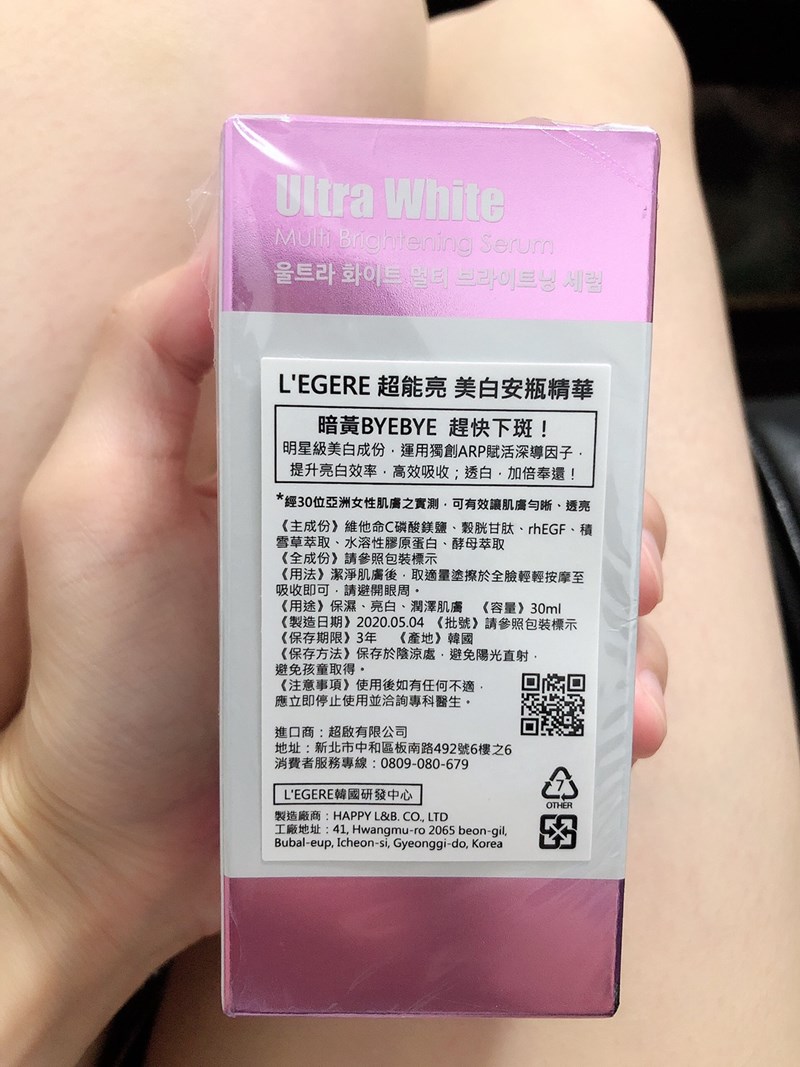 Ultra White
Multi Brightening Serum
울트라 화이트 멀티 브라이트닝 세럼
L'EGERE 超能亮 美白安瓶精華
暗黃BYEBYE 趕快下斑！
明星級美白成份，運用獨創ARP賦活深導因子，
提升亮白效率，高效吸收；透白，加倍奉還！
*經30位亞洲女性肌膚之實測，可有效讓肌膚勻晰、透亮
《主成份》維他命C磷酸鎂鹽、穀胱甘肽、rhEGF、積
雪草萃取、水溶性膠原蛋白、酵母萃取
《全成份》請參照包裝標示
《用法》潔淨肌膚後，取適量塗擦於全臉輕輕按摩至
吸收即可，請避開眼周。
《用途》保濕、亮白、潤澤肌膚 《容量》30ml
《製造日期》2020.05.04 《批號》請參照包裝標示
《保存期限》3年 《產地》韓國
《保存方法》保存於陰涼處，避免陽光直射，
避免孩童取得。
《注意事項》使用後如有任何不適，
應立即停止使用並洽詢專科醫生。
進口商：超啟有限公司
地址：新北市中和區板南路492號6樓之6
消費者服務專線：0809-080-679
7
OTHER
L'EGERE韓國研發中心
製造廠商：HAPPY L&B. CO., LTD
工廠地址：41, Hwangmu-ro 2065 beon-gil,
Bubal-eup, Icheon-si, Gyeonggi-do, Korea